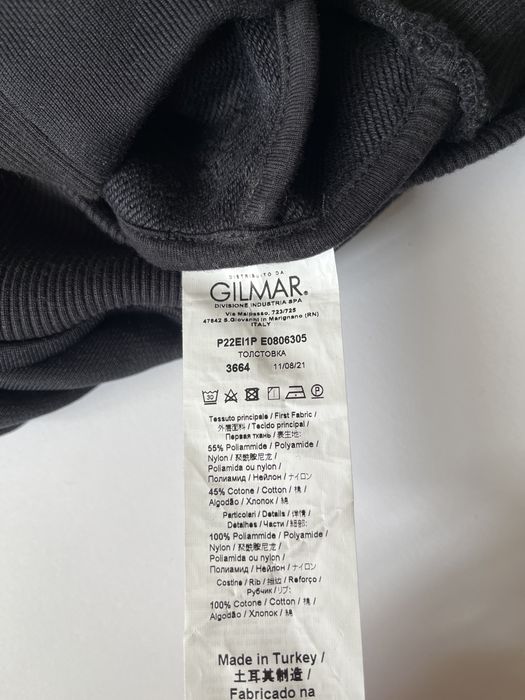 DISTRIBUITO DA
GILMAR®
DIVISIONE INDUSTRIA SPA
Via Malpasso, 723/725
47842 S.Giovanni in Marignano (RN)
ITALY
P22EI1P E0806305
ТОЛСТОВКА
3664 11/08/21
30 P
Tessuto principale / First Fabric /
外層面料 / Tecido principal /
Первая ткань / 表生地:
55% Poliammide / Polyamide /
Nylon / 聚酰胺尼龙 /
Poliamida ou nylon /
Полиамид / Нейлон / ナイロン
45% Cotone / Cotton / 棉 /
Algodão / Хлопок / 綿
Particolari / Details / 详情 /
Detalhes / Части / 細部:
100% Poliammide / Polyamide /
Nylon / 聚酰胺尼龙 /
Poliamida ou nylon /
Полиамид / Нейлон / ナイロン
Costine / Rib / 拙边 / Reforço /
Рубчик / リブ:
100% Cotone / Cotton / 棉 /
Algodão / Хлопок / 綿
Made in Turkey /
土耳其制造 /
Fabricado na